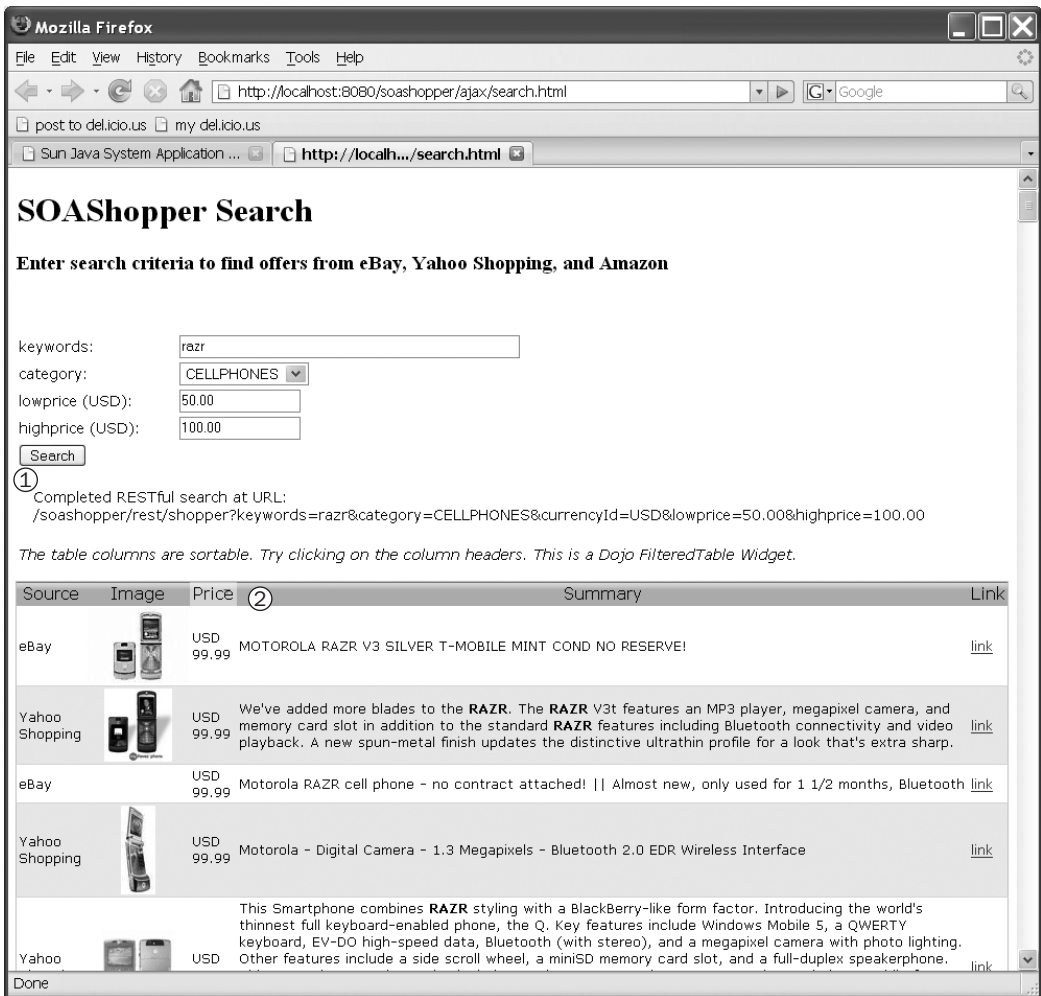 Mozilla Firefox
File Edit View History Bookmarks Tools Help
http://localhost:8080/soashopper/ajax/search.html
G Google
post to del.icio.us my del.icio.us
Sun Java System Application ... http://localh.../search.html
SOAShopper Search
Enter search criteria to find offers from eBay, Yahoo Shopping, and Amazon
keywords: razr
category: CELLPHONES
lowprice (USD): 50.00
highprice (USD): 100.00
Search
①
Completed RESTful search at URL:
/soashopper/rest/shopper?keywords=razr&category=CELLPHONES&currencyId=USD&lowprice=50.00&highprice=100.00
The table columns are sortable. Try clicking on the column headers. This is a Dojo FilteredTable Widget.
Source Image Price ② Summary Link
eBay USD 99.99 MOTOROLA RAZR V3 SILVER T-MOBILE MINT COND NO RESERVE! link
Yahoo Shopping USD 99.99 We've added more blades to the RAZR. The RAZR V3t features an MP3 player, megapixel camera, and
memory card slot in addition to the standard RAZR features including Bluetooth connectivity and video
playback. A new spun-metal finish updates the distinctive ultrathin profile for a look that's extra sharp. link
eBay USD 99.99 Motorola RAZR cell phone - no contract attached! || Almost new, only used for 1 1/2 months, Bluetooth link
Yahoo Shopping USD 99.99 Motorola - Digital Camera - 1.3 Megapixels - Bluetooth 2.0 EDR Wireless Interface link
This Smartphone combines RAZR styling with a BlackBerry-like form factor. Introducing the world's
thinnest full keyboard-enabled phone, the Q. Key features include Windows Mobile 5, a QWERTY
keyboard, EV-DO high-speed data, Bluetooth (with stereo), and a megapixel camera with photo lighting.
Yahoo USD Other features include a side scroll wheel, a miniSD memory card slot, and a full-duplex speakerphone.
link
Done